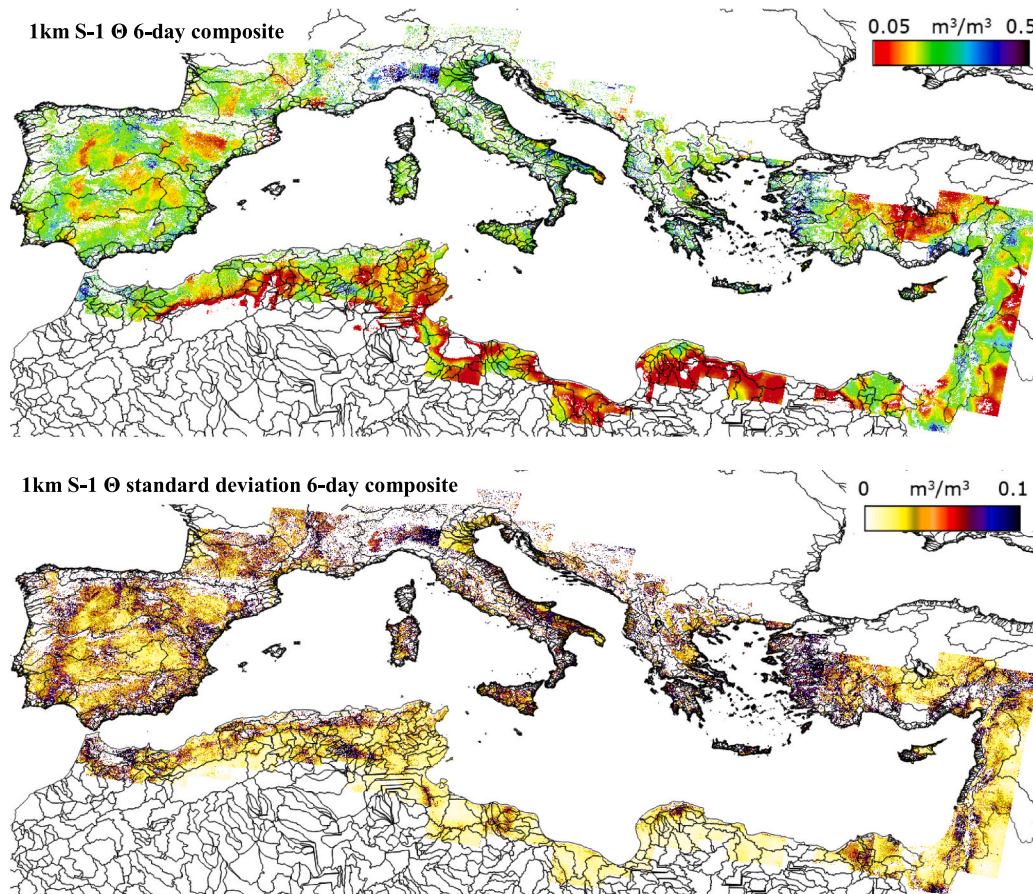 1km S-1 Θ 6-day composite
0.05 m³/m³ 0.5
1km S-1 Θ standard deviation 6-day composite
0 m³/m³ 0.1